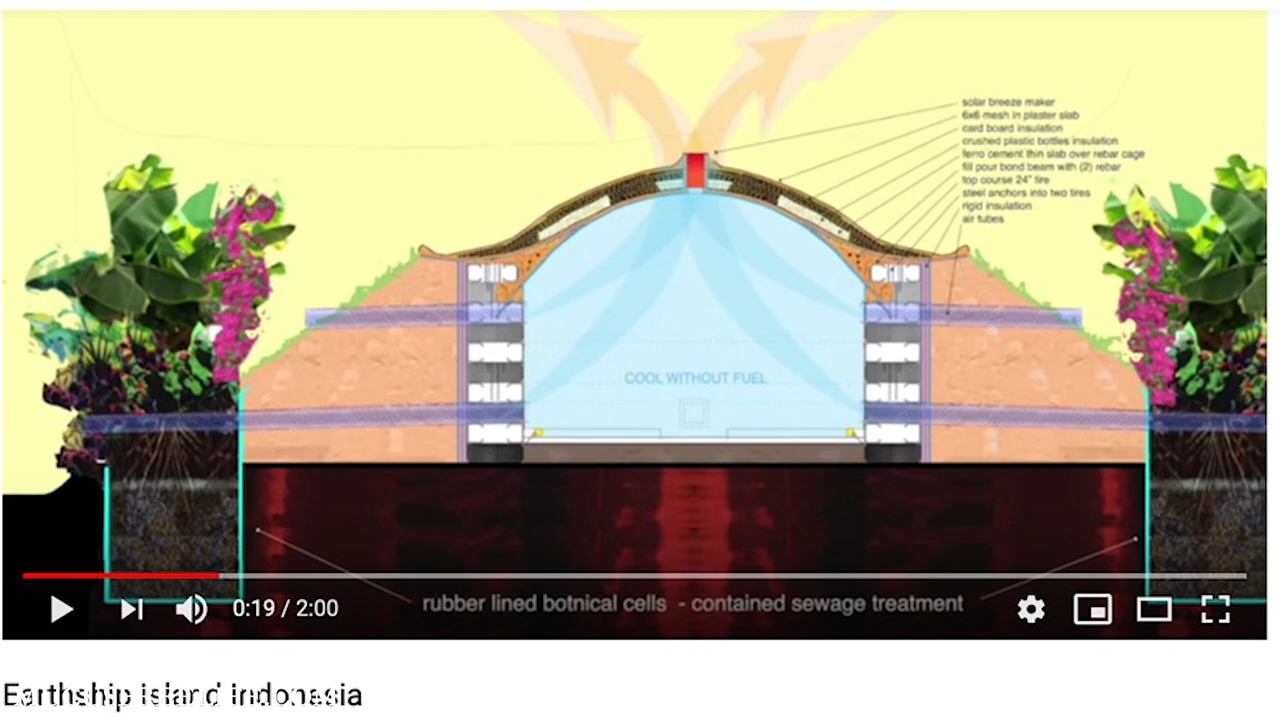 solar breeze maker
6x6 mesh in plaster slab
card board insulation
crushed plastic bottles insulation
ferro cement thin slab over rebar cage
fill pour bond beam with (2) rebar
top course 24" tire
steel anchors into two tires
rigid insulation
air tubes
COOL WITHOUT FUEL
rubber lined botnical cells - contained sewage treatment
0:19 / 2:00
Earthship island indonesia